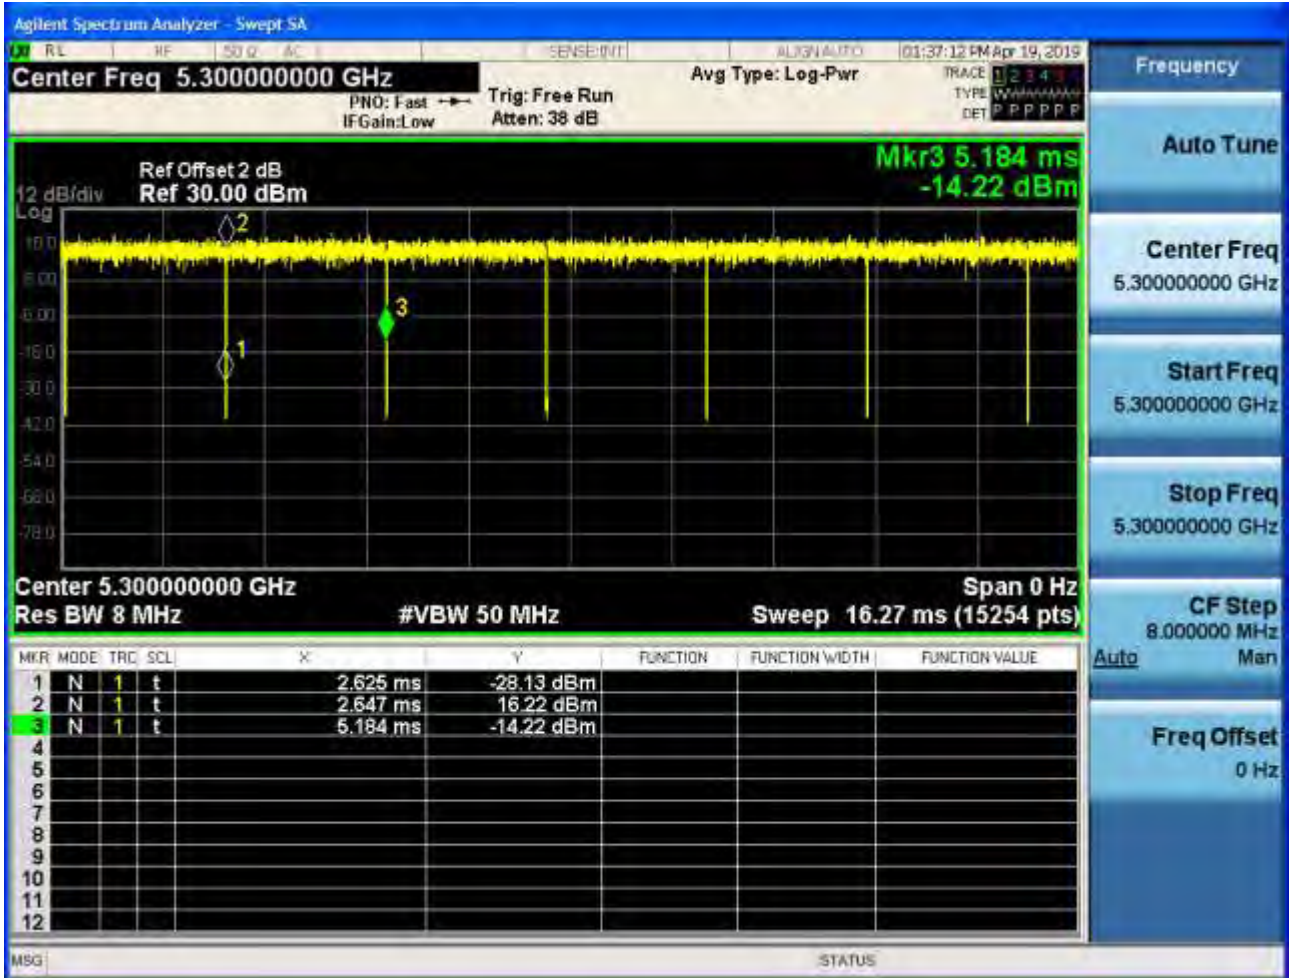 Agilent Spectrum Analyzer - Swept SA
LXI RL RF 50 Ω AC SENSE:INT ALIGN AUTO 01:37:12 PM Apr 19, 2019
Center Freq 5.300000000 GHz
PNO: Fast
IFGain:Low
Trig: Free Run
Atten: 38 dB
Avg Type: Log-Pwr
TRACE 1 2 3 4
TYPE
DET P P P P P P
Mkr3 5.184 ms
-14.22 dBm
Ref Offset 2 dB
12 dB/div Ref 30.00 dBm
Log
2
18.0
6.00
3
-6.00
1
-18.0
-30.0
-42.0
-54.0
-66.0
-78.0
Center 5.300000000 GHz Span 0 Hz
Res BW 8 MHz #VBW 50 MHz Sweep 16.27 ms (15254 pts)
MKR MODE TRC SCL X Y FUNCTION FUNCTION WIDTH FUNCTION VALUE
1 N 1 t 2.625 ms -28.13 dBm
2 N 1 t 2.647 ms 16.22 dBm
3 N 1 t 5.184 ms -14.22 dBm
4
5
6
7
8
9
10
11
12
MSG STATUS
Frequency
Auto Tune
Center Freq
5.300000000 GHz
Start Freq
5.300000000 GHz
Stop Freq
5.300000000 GHz
CF Step
8.000000 MHz
Auto Man
Freq Offset
0 Hz